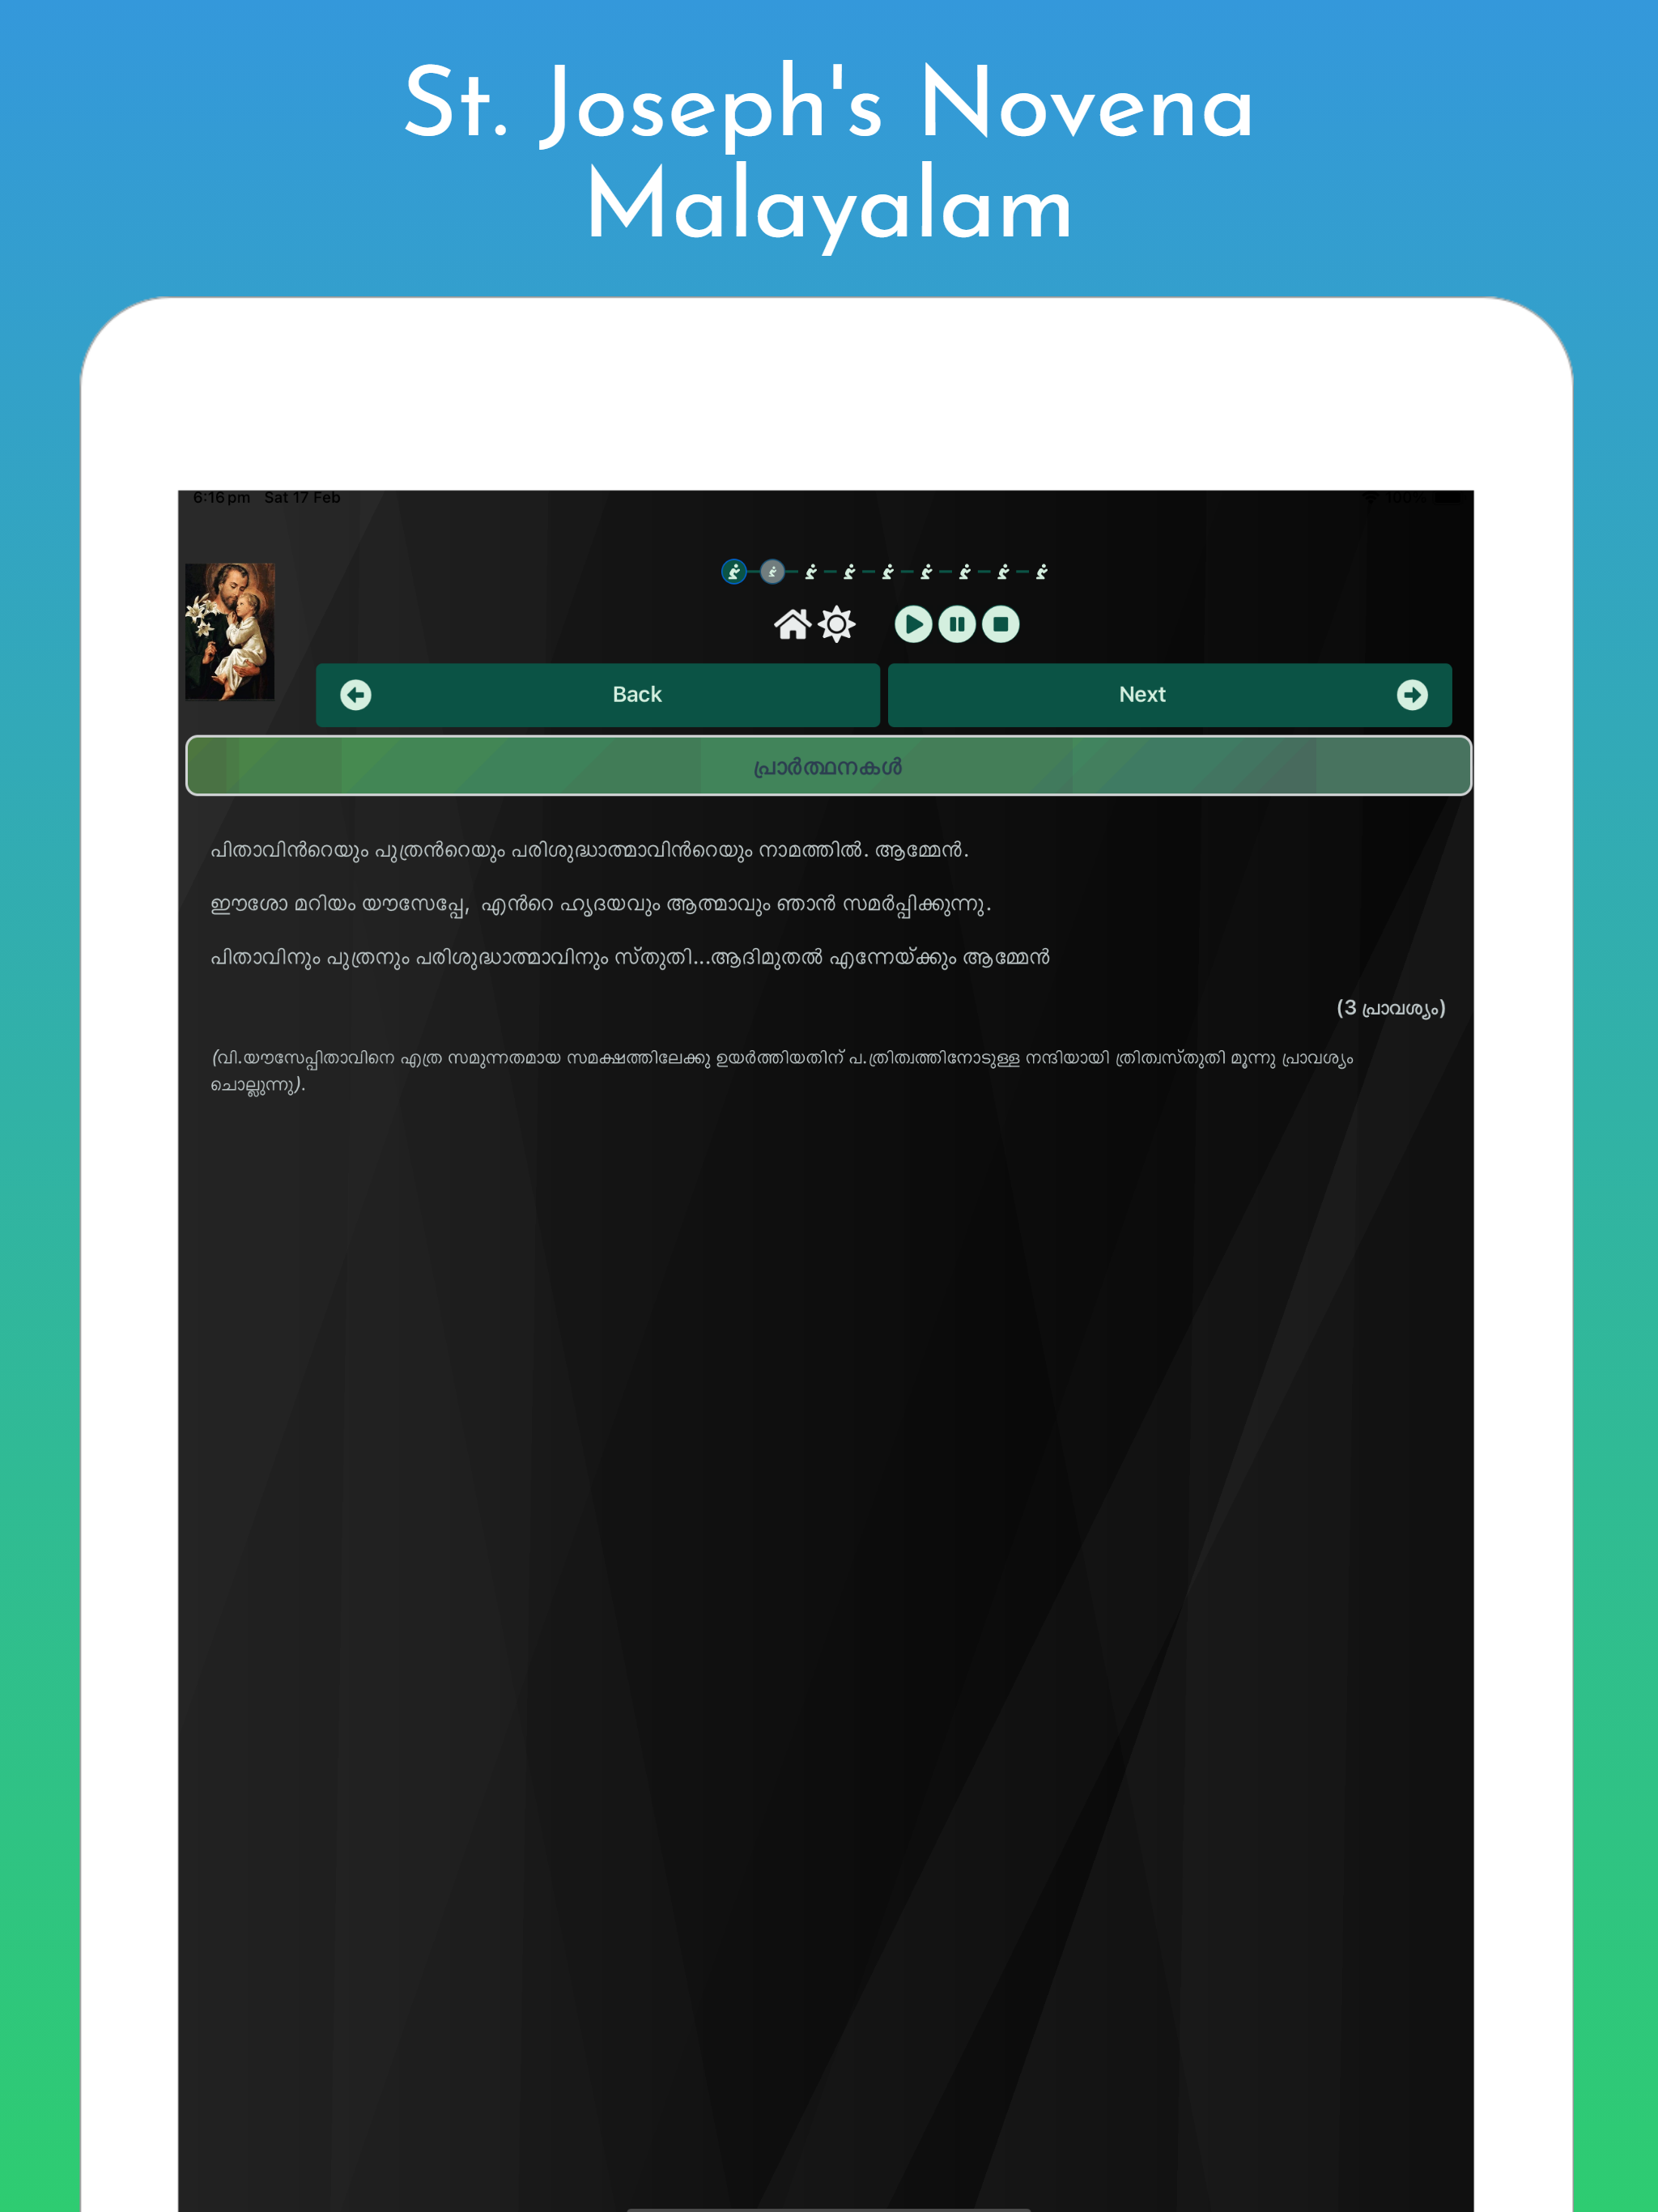 St. Joseph's Novena
Malayalam
6:16 pm Sat 17 Feb
100%
Back
Next
പ്രാർത്ഥനകൾ
പിതാവിൻറെയും പുത്രൻറെയും പരിശുദ്ധാത്മാവിൻറെയും നാമത്തിൽ. ആമ്മേൻ.
ഈശോ മറിയം യൗസേപ്പേ, എൻറെ ഹൃദയവും ആത്മാവും ഞാൻ സമർപ്പിക്കുന്നു.
പിതാവിനും പുത്രനും പരിശുദ്ധാത്മാവിനും സ്തുതി...ആദിമുതൽ എന്നേയ്ക്കും ആമ്മേൻ
(3 പ്രാവശ്യം)
(വി.യൗസേപ്പിതാവിനെ എത്ര സമുന്നതമായ സമക്ഷത്തിലേക്കു ഉയർത്തിയതിന് പ.ത്രിത്വത്തിനോടുള്ള നന്ദിയായി ത്രിത്വസ്തുതി മൂന്നു പ്രാവശ്യം
ചൊല്ലുന്നു).